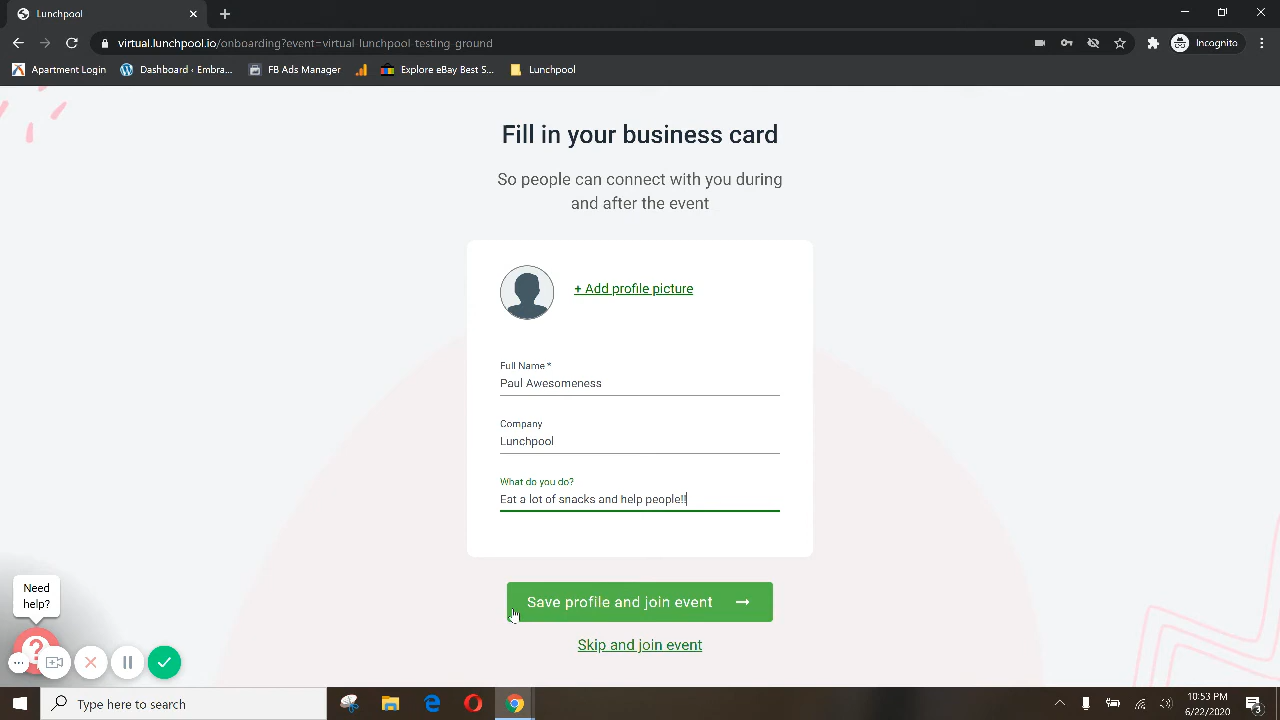 Lunchpool
virtual.lunchpool.io/onboarding?event=virtual-lunchpool-testing-ground
Incognito
Apartment Login
Dashboard ‹ Embra...
FB Ads Manager
Explore eBay Best S...
Lunchpool
Fill in your business card
So people can connect with you during
and after the event
+ Add profile picture
Full Name *
Paul Awesomeness
Company
Lunchpool
What do you do?
Eat a lot of snacks and help people!!
Save profile and join event →
Skip and join event
Need
help?
?
Type here to search
10:53 PM
6/22/2020
3